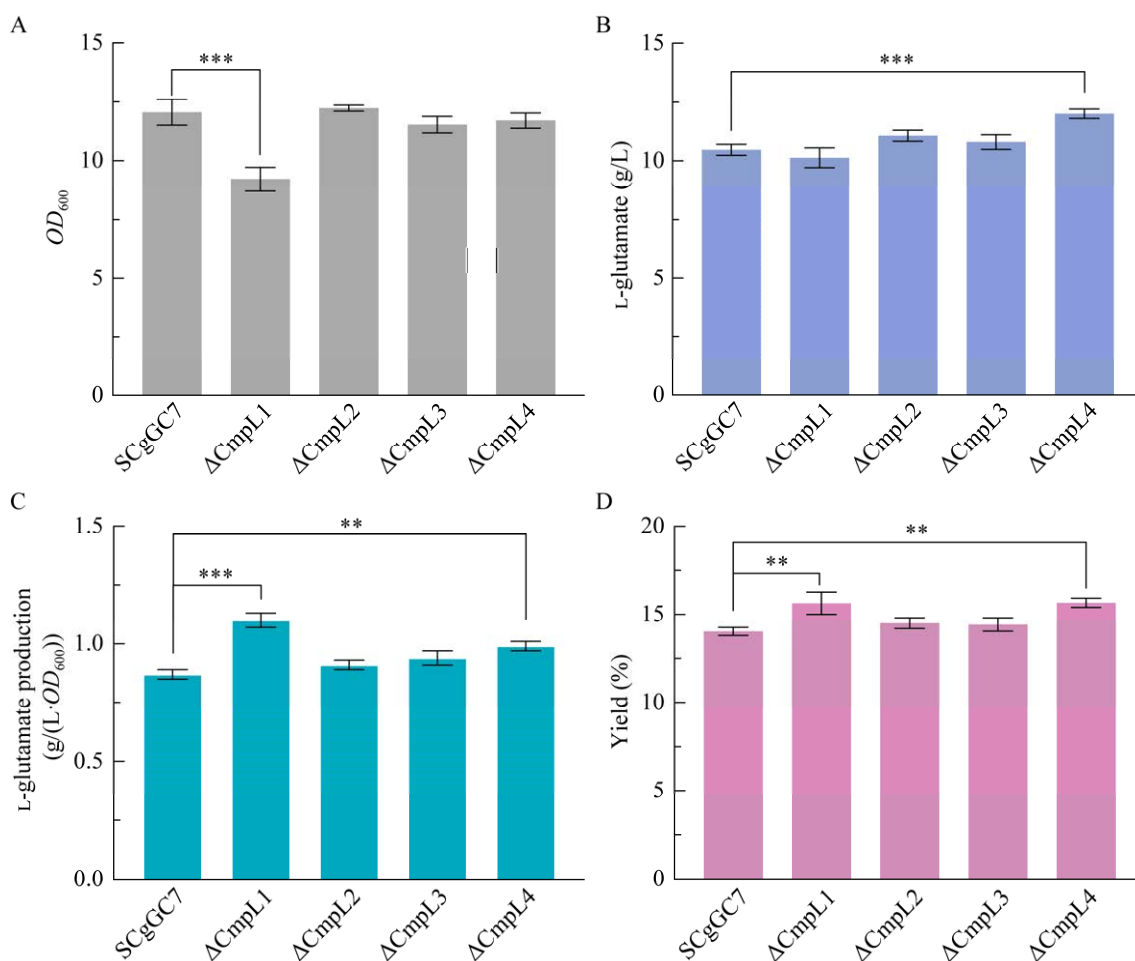 A
15
10
5
0
OD600
***
SCgGC7
ΔCmpL1
ΔCmpL2
ΔCmpL3
ΔCmpL4
B
15
10
5
0
L-glutamate (g/L)
***
SCgGC7
ΔCmpL1
ΔCmpL2
ΔCmpL3
ΔCmpL4
C
1.5
1.0
0.5
0.0
L-glutamate production
(g/(L·OD600))
**
***
SCgGC7
ΔCmpL1
ΔCmpL2
ΔCmpL3
ΔCmpL4
D
20
15
10
5
0
Yield (%)
**
**
SCgGC7
ΔCmpL1
ΔCmpL2
ΔCmpL3
ΔCmpL4